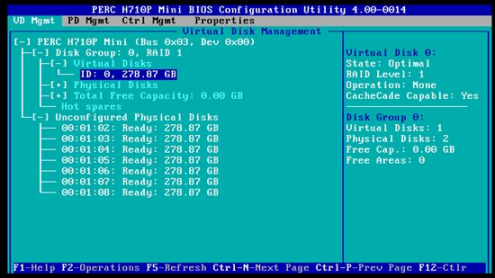 PERC H710P Mini BIOS Configuration Utility 4.00-0014
VD Mgmt PD Mgmt Ctrl Mgmt Properties
Virtual Disk Management
[-] PERC H710P Mini (Bus 0x03, Dev 0x00)
[-] Disk Group: 0, RAID 1
[-] Virtual Disks
ID: 0, 278.87 GB
[+] Physical Disks
[+] Total Free Capacity: 0.00 GB
Hot spares
[-] Unconfigured Physical Disks
00:01:02: Ready: 278.87 GB
00:01:03: Ready: 278.87 GB
00:01:04: Ready: 278.87 GB
00:01:05: Ready: 278.87 GB
00:01:06: Ready: 278.87 GB
00:01:07: Ready: 278.87 GB
00:01:08: Ready: 278.87 GB
Virtual Disk 0:
State: Optimal
RAID Level: 1
Operation: None
CacheCade Capable: Yes
Disk Group 0:
Virtual Disks: 1
Physical Disks: 2
Free Cap.: 0.00 GB
Free Areas: 0
F1-Help F2-Operations F5-Refresh Ctrl-N-Next Page Ctrl-P-Prev Page F12-Ctlr